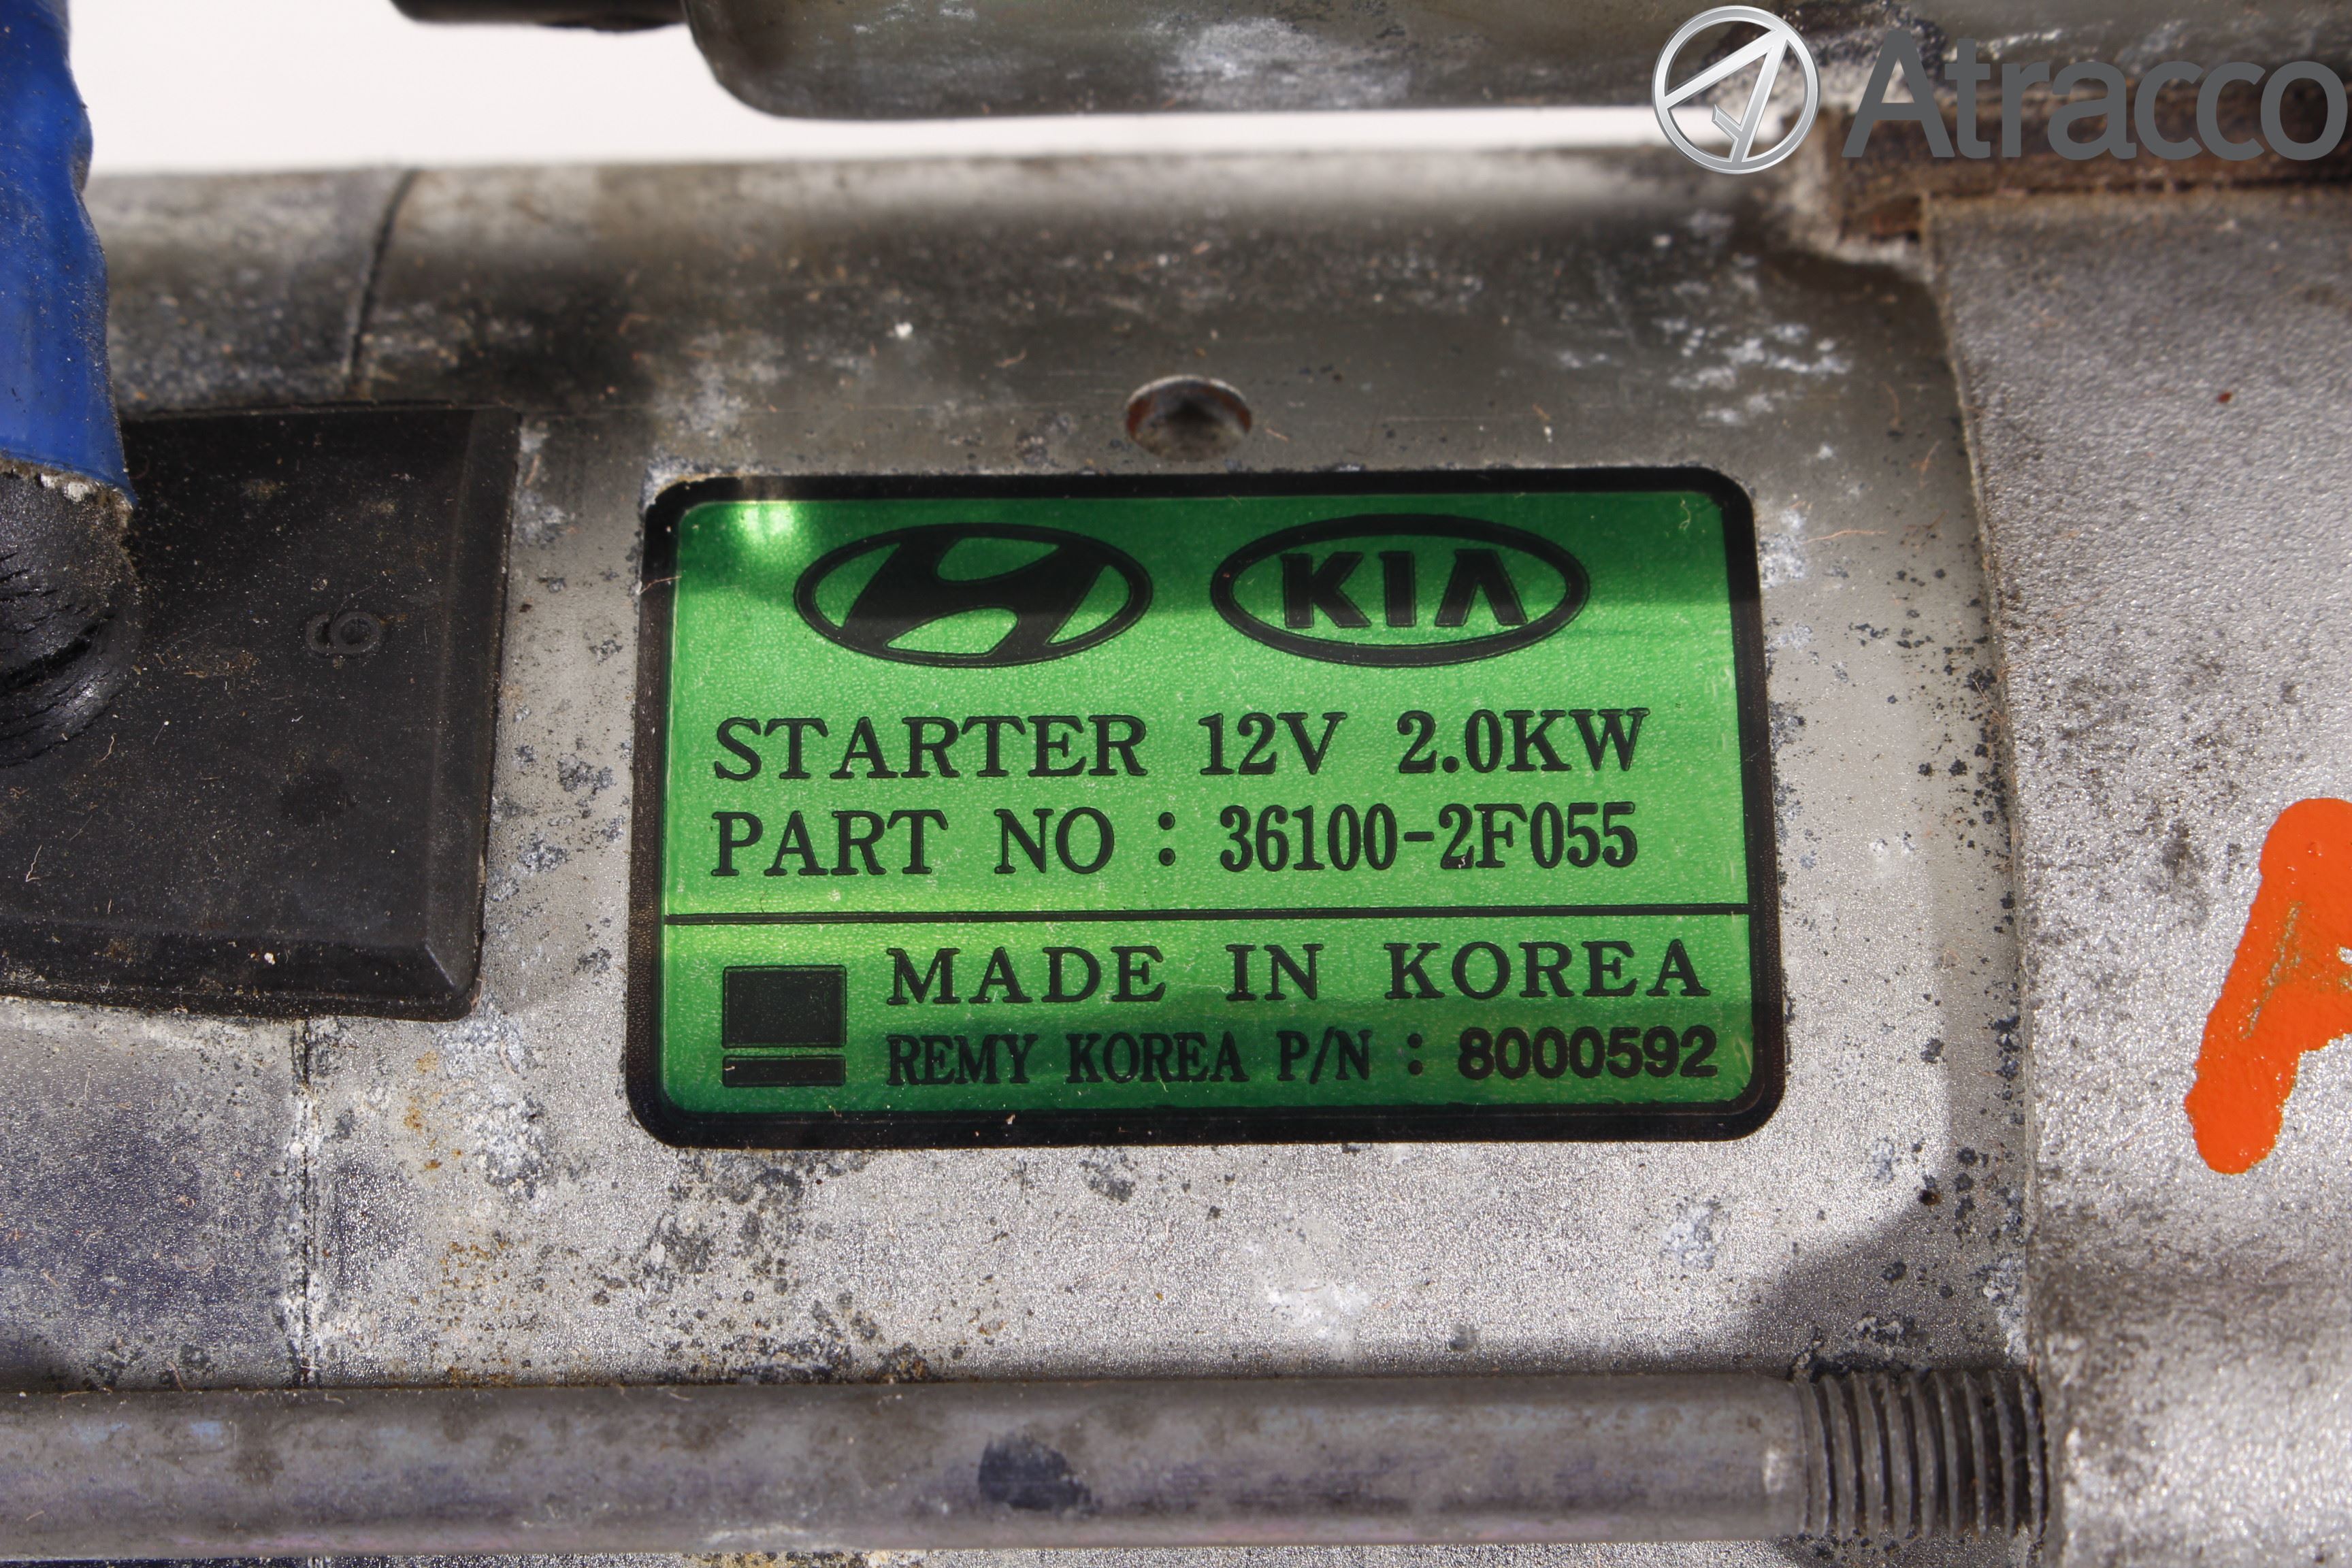 Atracco
KIA
STARTER 12V 2.0KW
PART NO : 36100-2F055
MADE IN KOREA
REMY KOREA P/N : 8000592